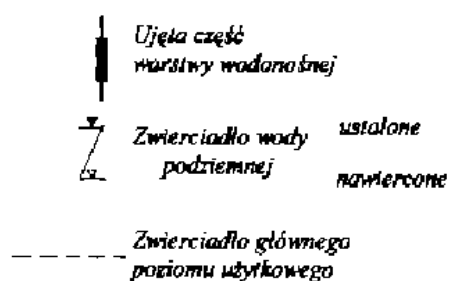 Ujęta część
warstwy wodonośnej
Zwierciadło wody ustalone
podziemnej nawiercone
Zwierciadło głównego
poziomu użytkowego